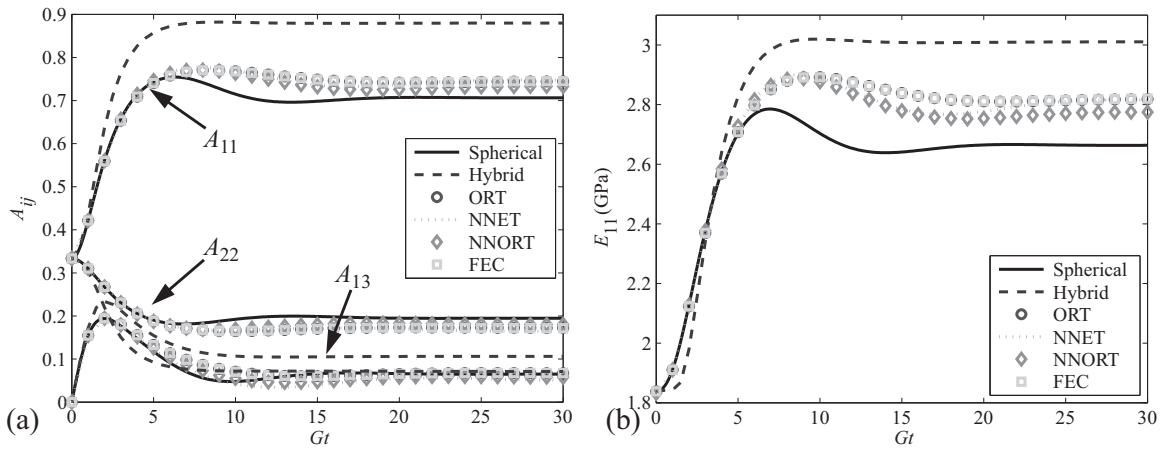 0.9
0.8
0.7
0.6
0.5
0.4
0.3
0.2
0.1
0
A_ij
A_11
A_22
A_13
Spherical
Hybrid
ORT
NNET
NNORT
FEC
0 5 10 15 20 25 30
Gt
(a)
3
2.8
2.6
2.4
2.2
2
1.8
E_11 (GPa)
Spherical
Hybrid
ORT
NNET
NNORT
FEC
0 5 10 15 20 25 30
Gt
(b)